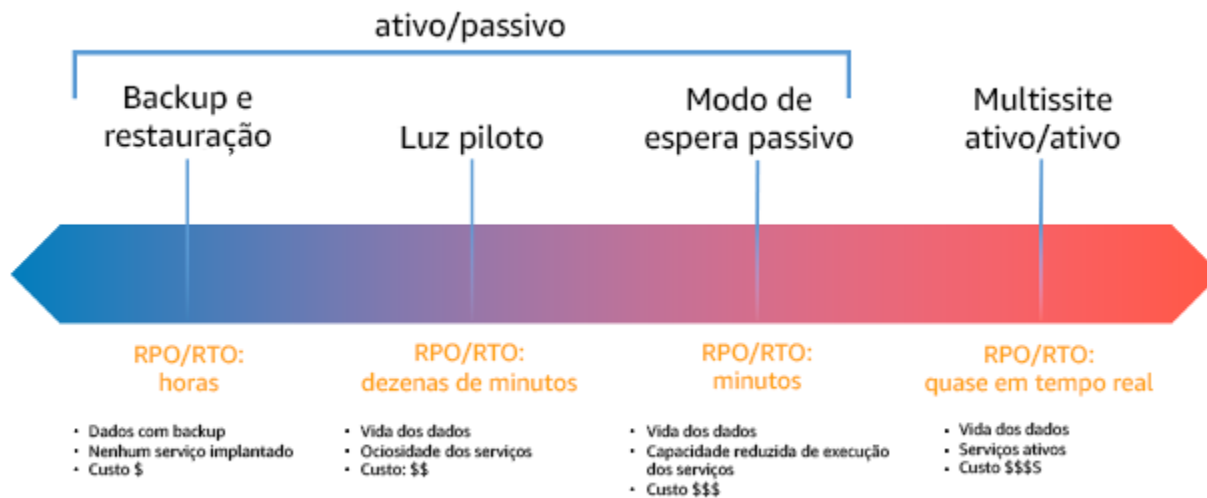 ativo/passivo
Backup e
restauração
Luz piloto
Modo de
espera passivo
Multissite
ativo/ativo
RPO/RTO:
horas
RPO/RTO:
dezenas de minutos
RPO/RTO:
minutos
RPO/RTO:
quase em tempo real
• Dados com backup
• Nenhum serviço implantado
• Custo $
• Vida dos dados
• Ociosidade dos serviços
• Custo: $$
• Vida dos dados
• Capacidade reduzida de execução
dos serviços
• Custo $$$
• Vida dos dados
• Serviços ativos
• Custo $$$S